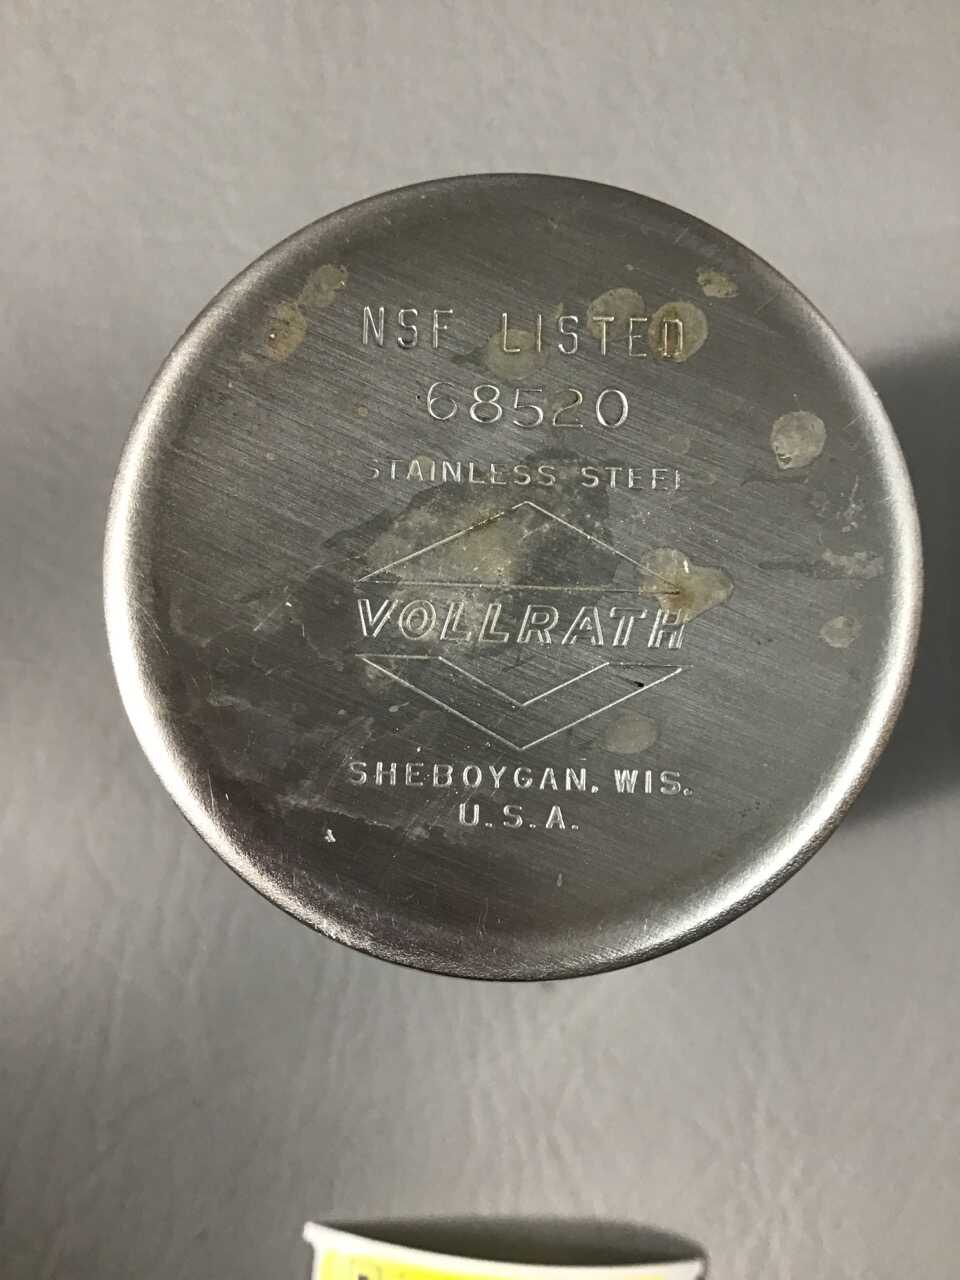 NSF LISTED
68520
STAINLESS STEEL
VOLLRATH
SHEBOYGAN, WIS.
U.S.A.